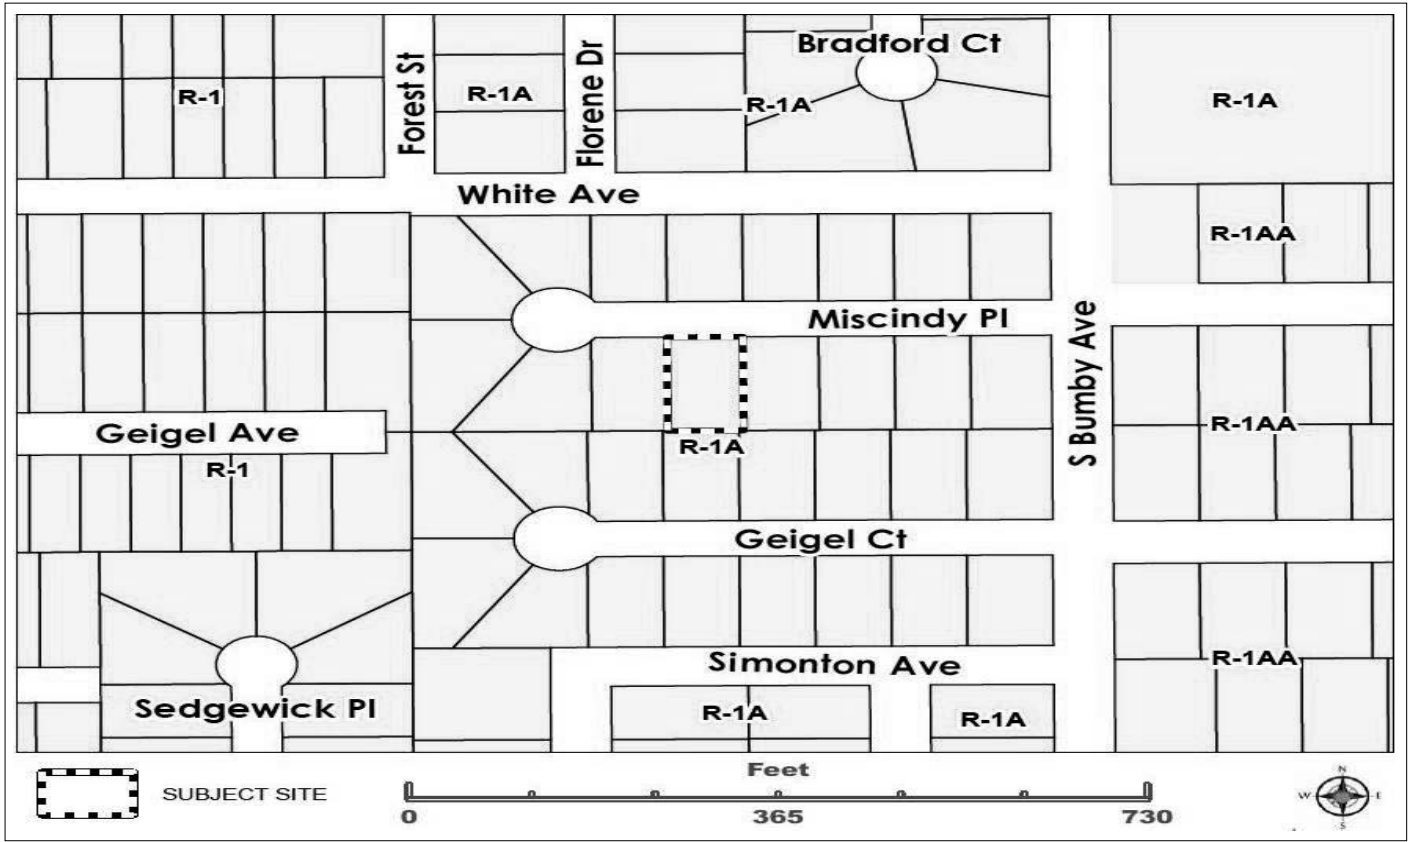 Bradford Ct
Forest St
Florene Dr
R-1
R-1A
R-1A
R-1A
White Ave
R-1AA
Miscindy Pl
S Bumby Ave
R-1AA
Geigel Ave
R-1A
R-1
Geigel Ct
R-1AA
Simonton Ave
Sedgewick Pl
R-1A
R-1A
Feet
SUBJECT SITE
0
365
730
N
W
E
S